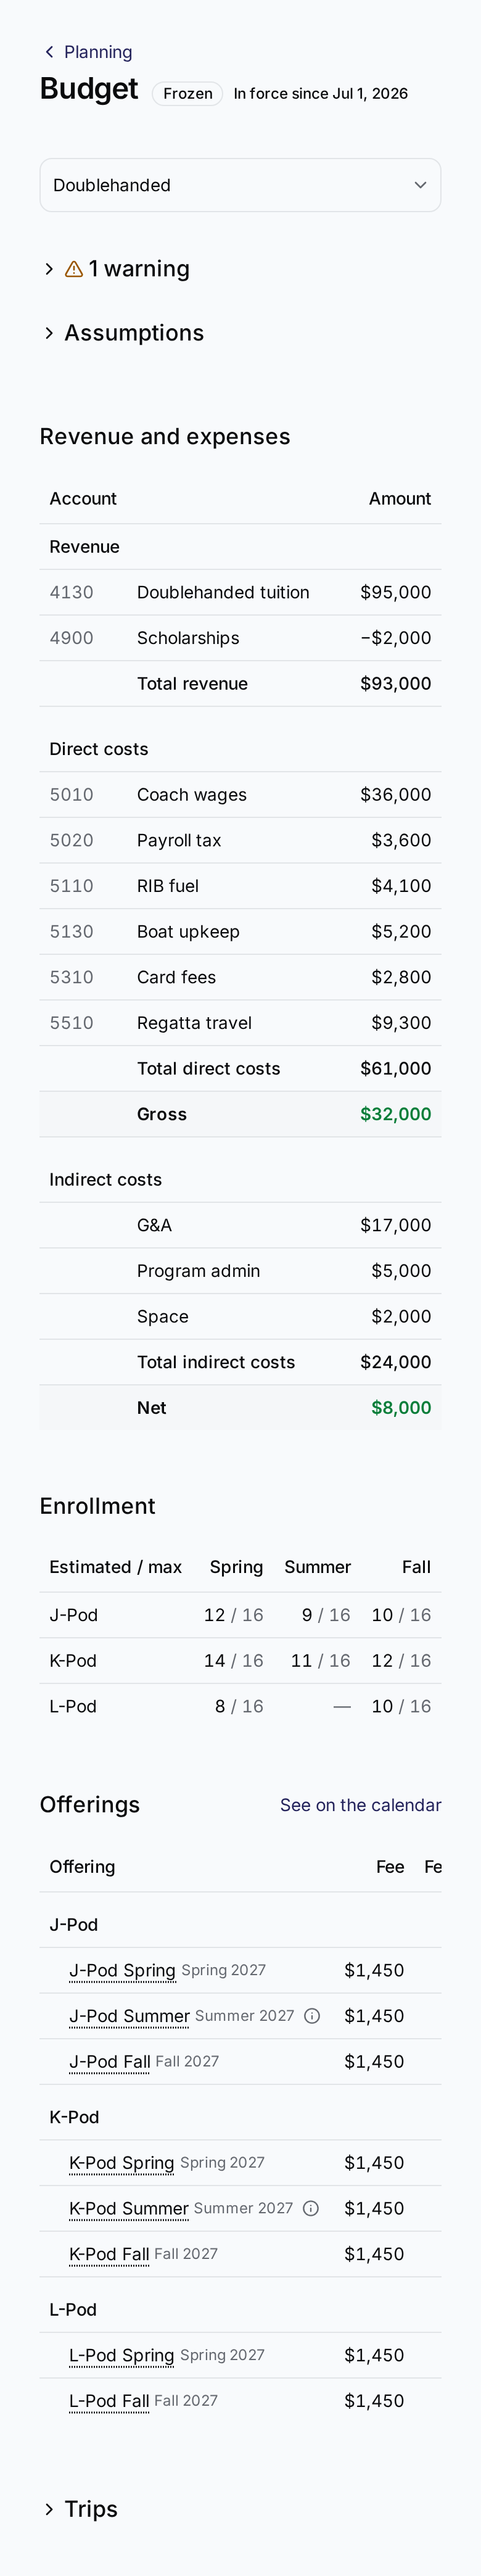 Planning
Budget Frozen In force since Jul 1, 2026
Doublehanded
1 warning
Assumptions
Revenue and expenses
Account Amount
Revenue
4130 Doublehanded tuition $95,000
4900 Scholarships −$2,000
Total revenue $93,000
Direct costs
5010 Coach wages $36,000
5020 Payroll tax $3,600
5110 RIB fuel $4,100
5130 Boat upkeep $5,200
5310 Card fees $2,800
5510 Regatta travel $9,300
Total direct costs $61,000
Gross $32,000
Indirect costs
G&A $17,000
Program admin $5,000
Space $2,000
Total indirect costs $24,000
Net $8,000
Enrollment
Estimated / max Spring Summer Fall
J-Pod 12 / 16 9 / 16 10 / 16
K-Pod 14 / 16 11 / 16 12 / 16
L-Pod 8 / 16 — 10 / 16
Offerings See on the calendar
Offering Fee Fe
J-Pod
J-Pod Spring Spring 2027 $1,450
J-Pod Summer Summer 2027 $1,450
J-Pod Fall Fall 2027 $1,450
K-Pod
K-Pod Spring Spring 2027 $1,450
K-Pod Summer Summer 2027 $1,450
K-Pod Fall Fall 2027 $1,450
L-Pod
L-Pod Spring Spring 2027 $1,450
L-Pod Fall Fall 2027 $1,450
Trips